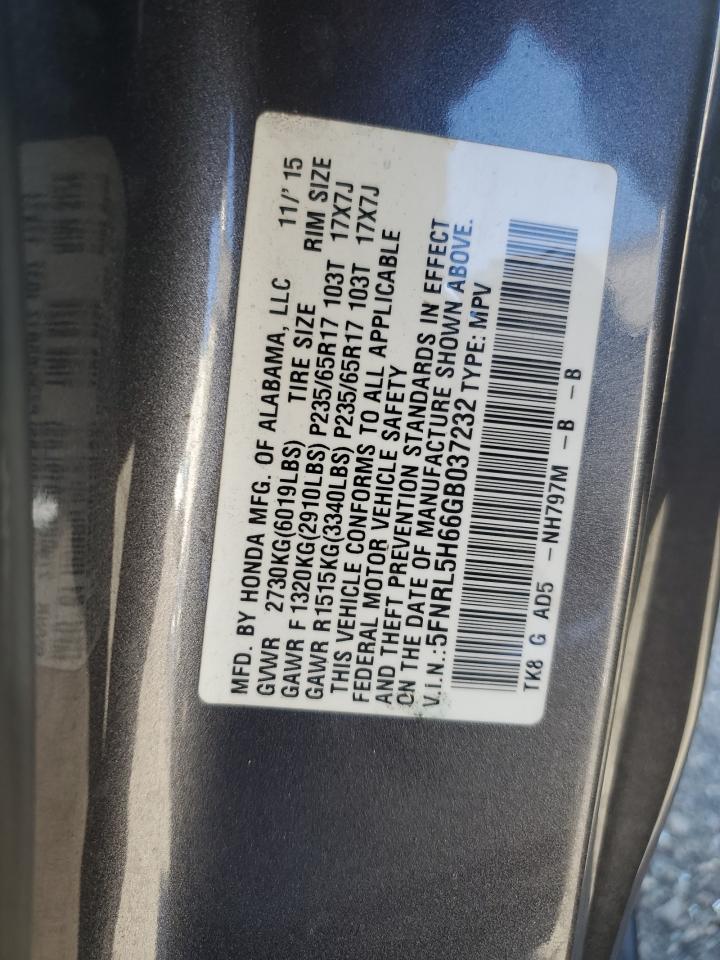 MFD. BY HONDA MFG. OF ALABAMA, LLC 11/' 15
GVWR 2730KG(6019LBS) TIRE SIZE RIM SIZE
GAWR F 1320KG(2910LBS) P235/65R17 103T 17X7J
GAWR R1515KG(3340LBS) P235/65R17 103T 17X7J
THIS VEHICLE CONFORMS TO ALL APPLICABLE
FEDERAL MOTOR VEHICLE SAFETY
AND THEFT PREVENTION STANDARDS IN EFFECT
ON THE DATE OF MANUFACTURE SHOWN ABOVE.
V.I.N.:5FNRL5H66GB037232 TYPE: MPV
TK8 G AD5 -NH797M -B -B